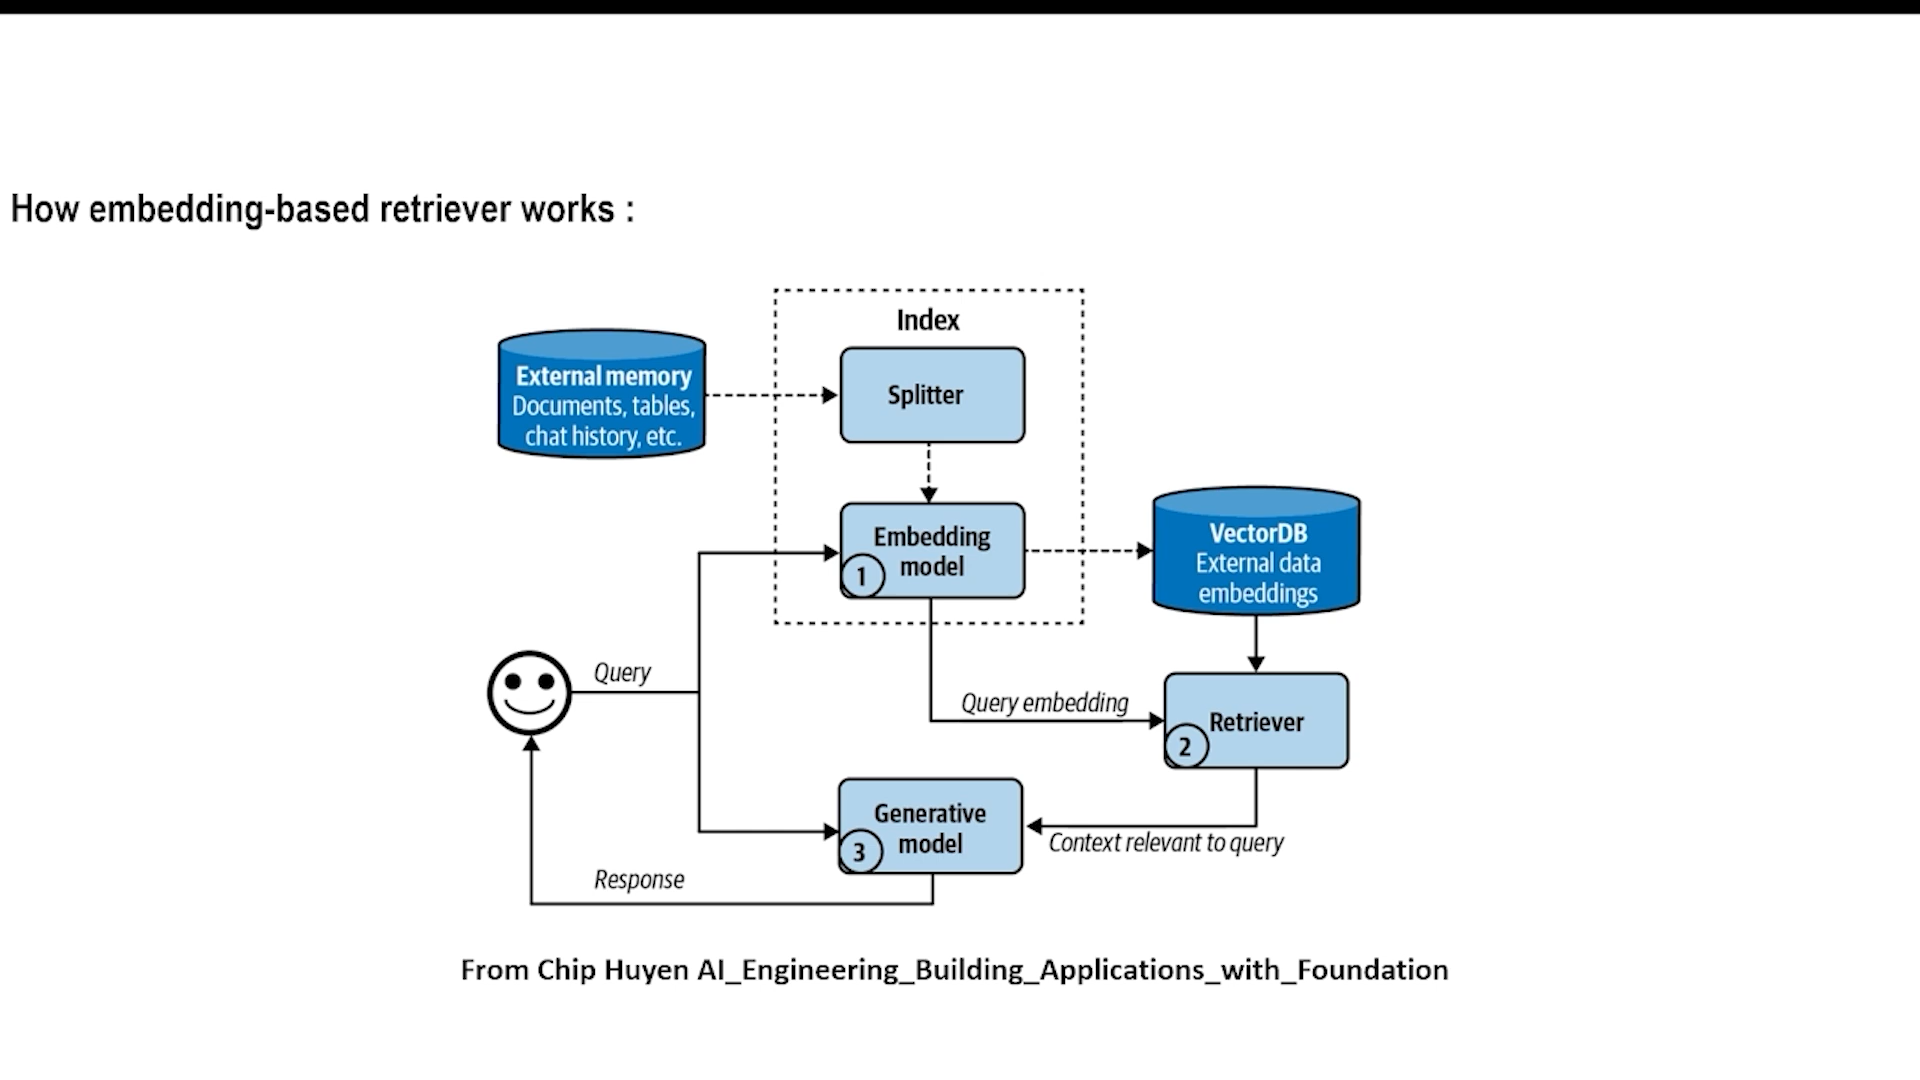 How embedding-based retriever works :
Index
External memory
Documents, tables,
chat history, etc.
Splitter
Embedding
model
1
VectorDB
External data
embeddings
Query
Query embedding
Retriever
2
Generative
model
3
Context relevant to query
Response
From Chip Huyen AI_Engineering_Building_Applications_with_Foundation